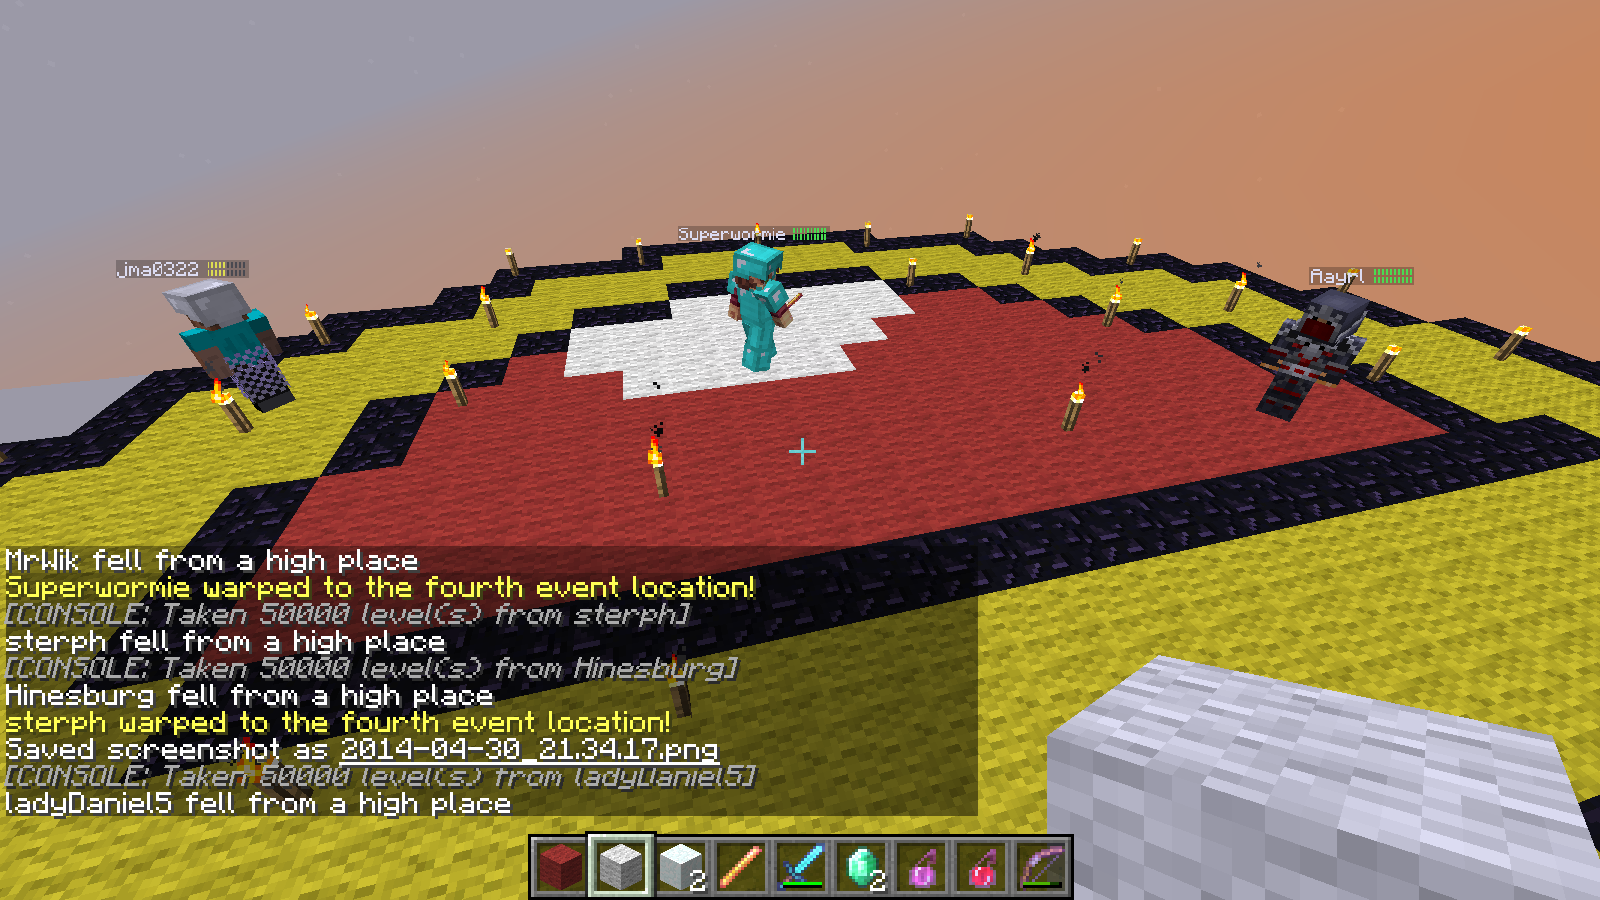 Superwormie
jma0322
Aayrl
MrWik fell from a high place
Superwormie warped to the fourth event location!
[CONSOLE: Taken 50000 level(s) from sterph]
sterph fell from a high place
[CONSOLE: Taken 50000 level(s) from Hinesburg]
Hinesburg fell from a high place
sterph warped to the fourth event location!
Saved screenshot as 2014-04-30_21.34.17.png
[CONSOLE: Taken 50000 level(s) from ladyDaniel5]
ladyDaniel5 fell from a high place
2
2